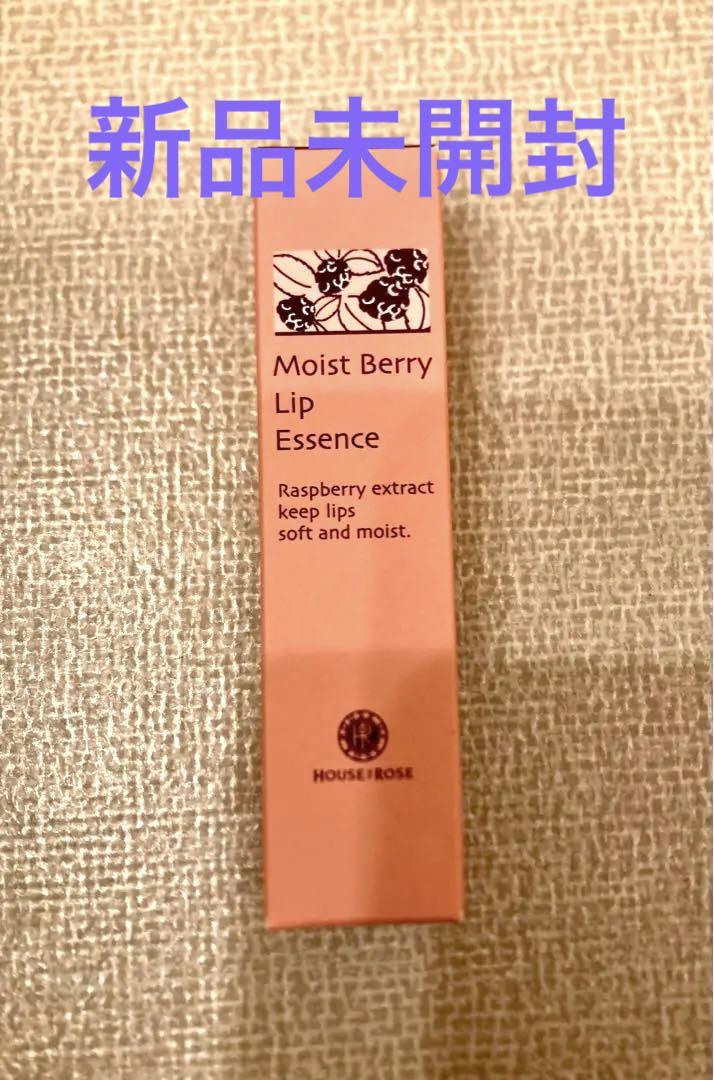 新品未開封
Moist Berry
Lip
Essence
Raspberry extract
keep lips
soft and moist.
HOUSE OF ROSE